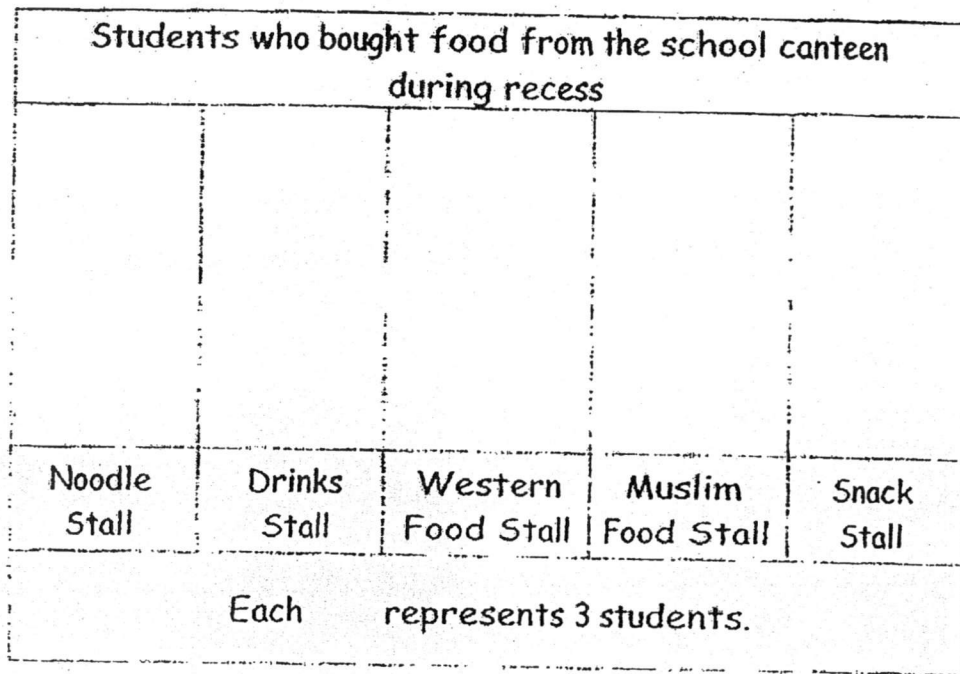 Students who bought food from the school canteen
during recess
Noodle Stall
Drinks Stall
Western Food Stall
Muslim Food Stall
Snack Stall
Each represents 3 students.